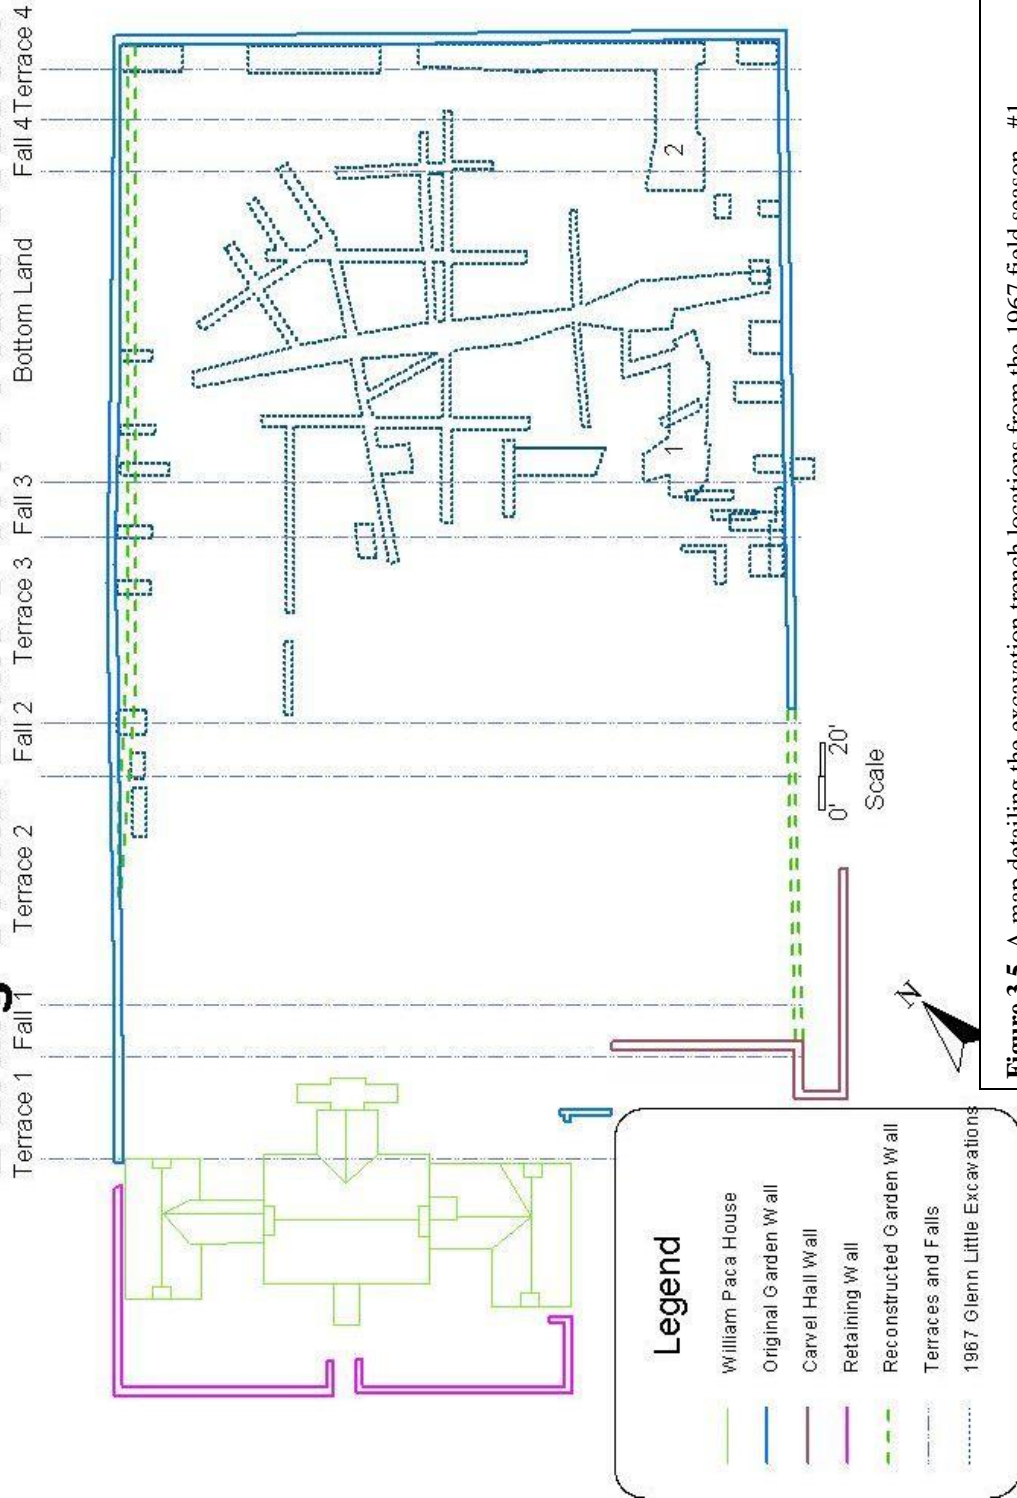 Terrace 1
Fall 1
Terrace 2
Fall 2
Terrace 3
Fall 3
Bottom Land
Fall 4
Terrace 4
1
2
0'
20'
Scale
N
Legend
William Paca House
Original Garden Wall
Carvel Hall Wall
Retaining Wall
Reconstructed Garden Wall
Terraces and Falls
1967 Glenn Little Excavations
Figure 3.5 A map detailing the excavation trench locations from the 1967 field season. #1